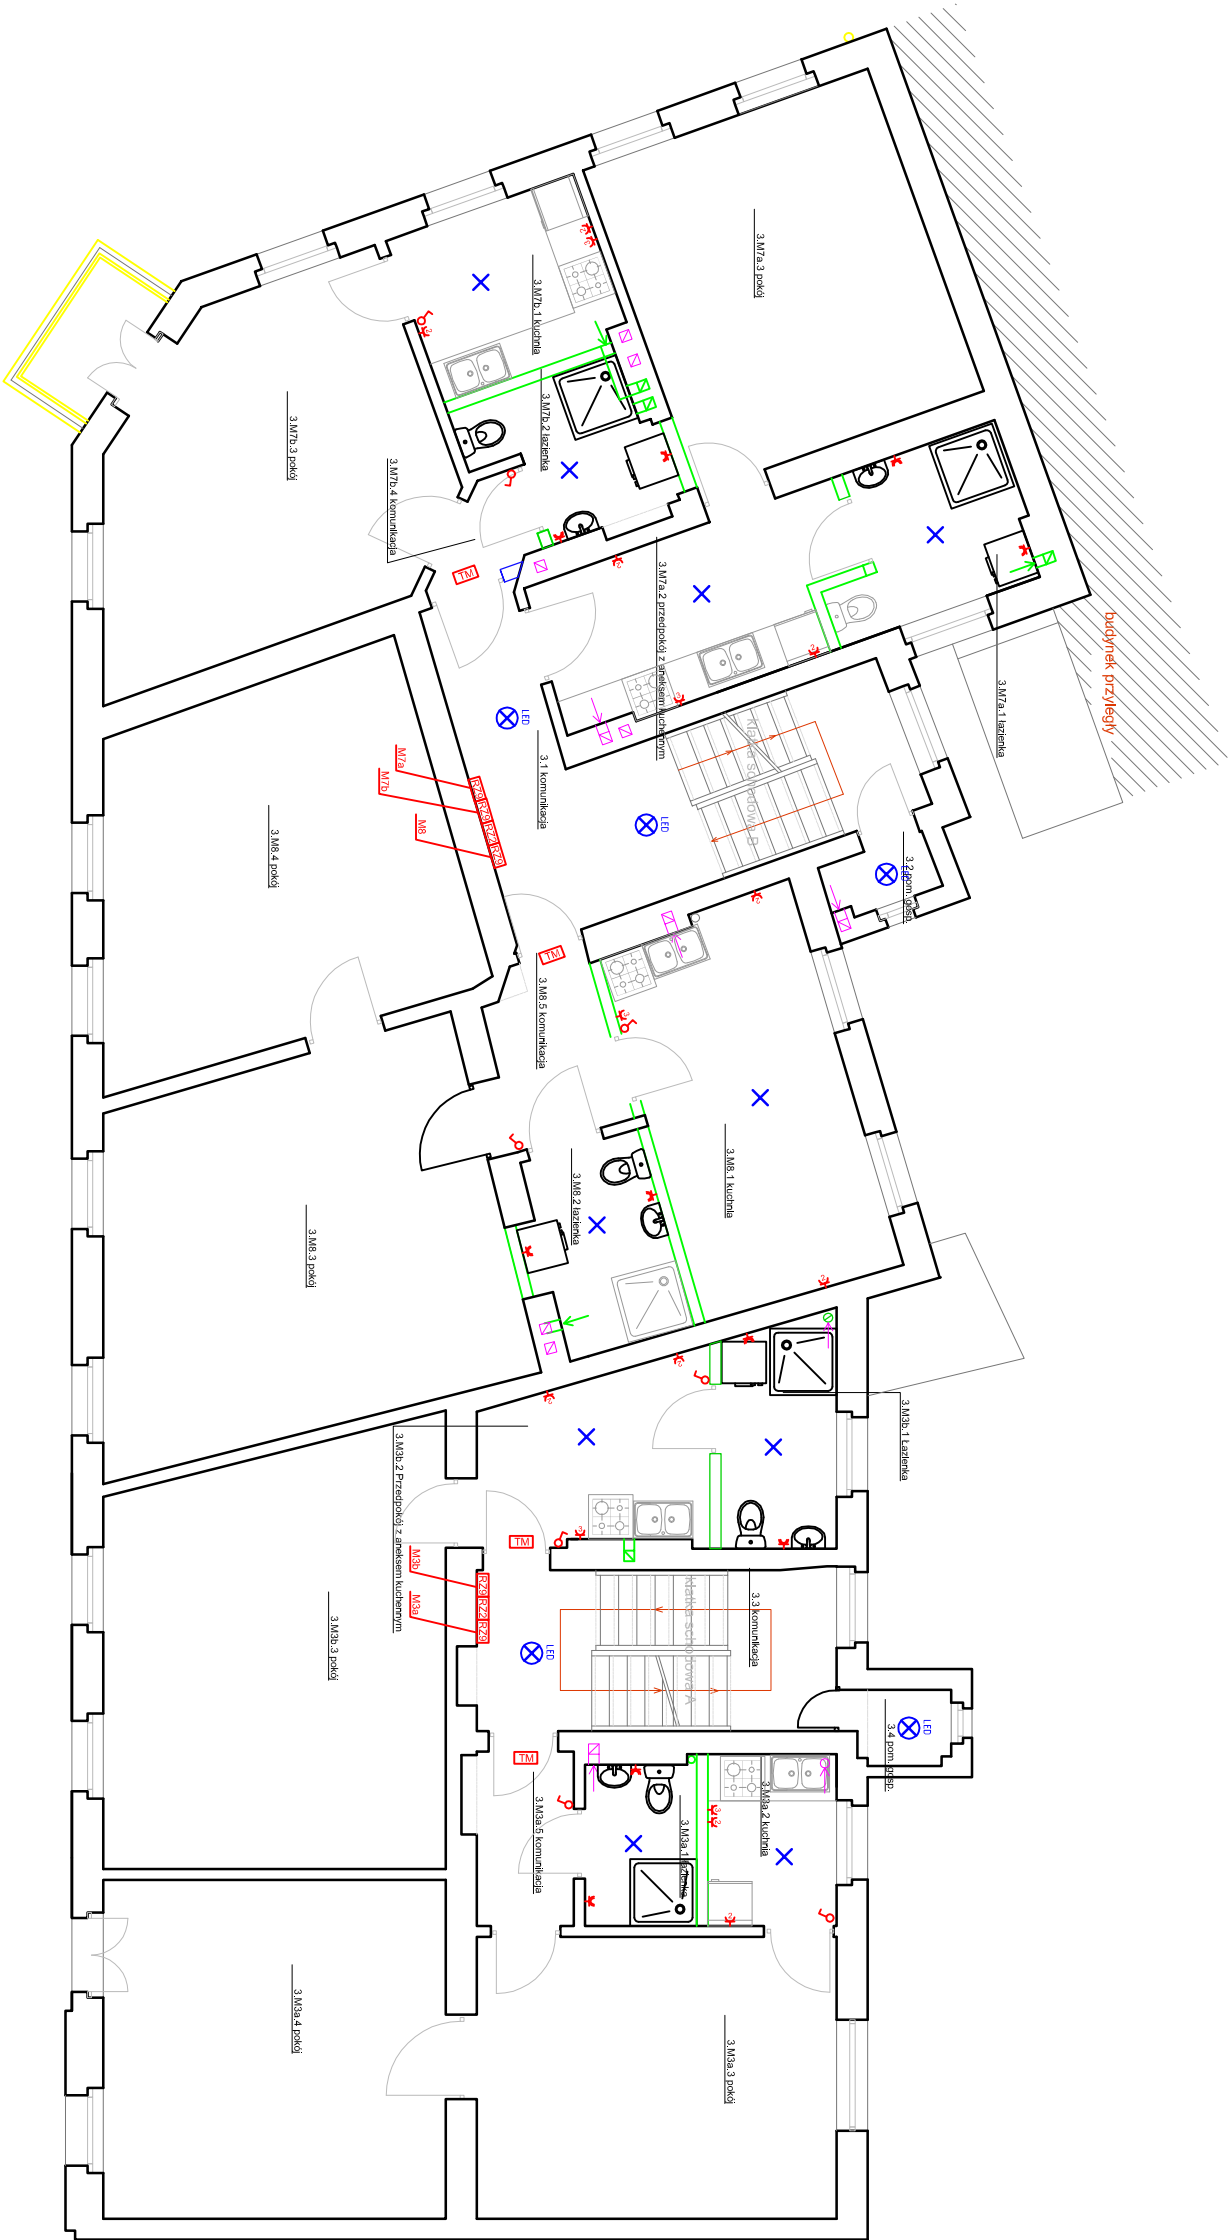 3.M7a.3 pokój
3.M7b.1 kuchnia
3.M7b.2 łazienka
3.M7b.3 pokój
3.M7b.4 komunikacja
TM
3.M7a.2 przedpokój z aneksem kuchennym
3.M7a.1 łazienka
budynek przyległy
LED
3.1 komunikacja
LED
klatka schodowa B
M7a
M7b
M8
RZ9
RZ9
RZ2
RZ9
3.M8.4 pokój
3.2 pom. gosp.
LED
TM
3.M8.5 komunikacja
3.M8.1 kuchnia
3.M8.2 łazienka
3.M8.3 pokój
3.M3b.1 Łazienka
3.M3b.2 Przedpokój z aneksem kuchennym
TM
M3b
M3a
RZ9
RZ2
RZ9
3.M3b.3 pokój
LED
klatka schodowa A
3.3 komunikacja
LED
3.4 pom. gosp.
TM
3.M3a.5 komunikacja
3.M3a.1 łazienka
3.M3a.2 kuchnia
3.M3a.4 pokój
3.M3a.3 pokój